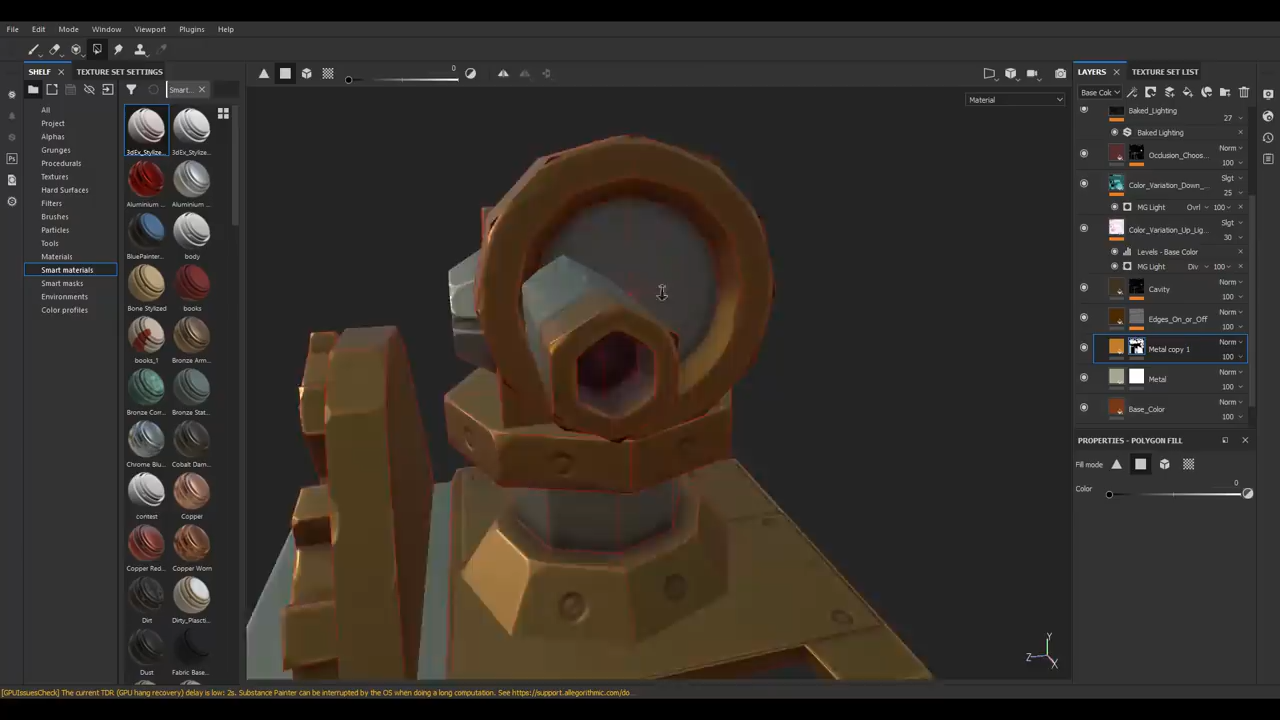 File Edit Mode Window Viewport Plugins Help
SHELF TEXTURE SET SETTINGS
0
LAYERS TEXTURE SET LIST
Smart...
Material
Base Colo
All
Project
Alphas
Grunges
Procedurals
Textures
Hard Surfaces
Filters
Brushes
Particles
Tools
Materials
Smart materials
Smart masks
Environments
Color profiles
3dEx_Stylize... 3dEx_Stylize...
Aluminium ... Aluminium ...
BluePainter... body
Bone Stylized books
books_1 Bronze Arm...
Bronze Corr... Bronze Stat...
Chrome Blu... Cobalt Dam...
contest Copper
Copper Red... Copper Worn
Dirt Dirty_Plascti...
Dust Fabric Base...
Baked_Lighting
27
Baked Lighting
Occlusion_Choos... Norm
100
Color_Variation_Down_... Slgt
25
MG Light Ovrl 100
Color_Variation_Up_Lig... Slgt
30
Levels - Base Color
MG Light Div 100
Cavity Norm
100
Edges_On_or_Off Norm
100
Metal copy 1 Norm
100
Metal Norm
100
Base_Color Norm
100
PROPERTIES - POLYGON FILL
Fill mode
Color 0
Y
Z X
[GPUIssuesCheck] The current TDR (GPU hang recovery) delay is low: 2s. Substance Painter can be interrupted by the OS when doing a long computation. See https://support.allegorithmic.com/do...